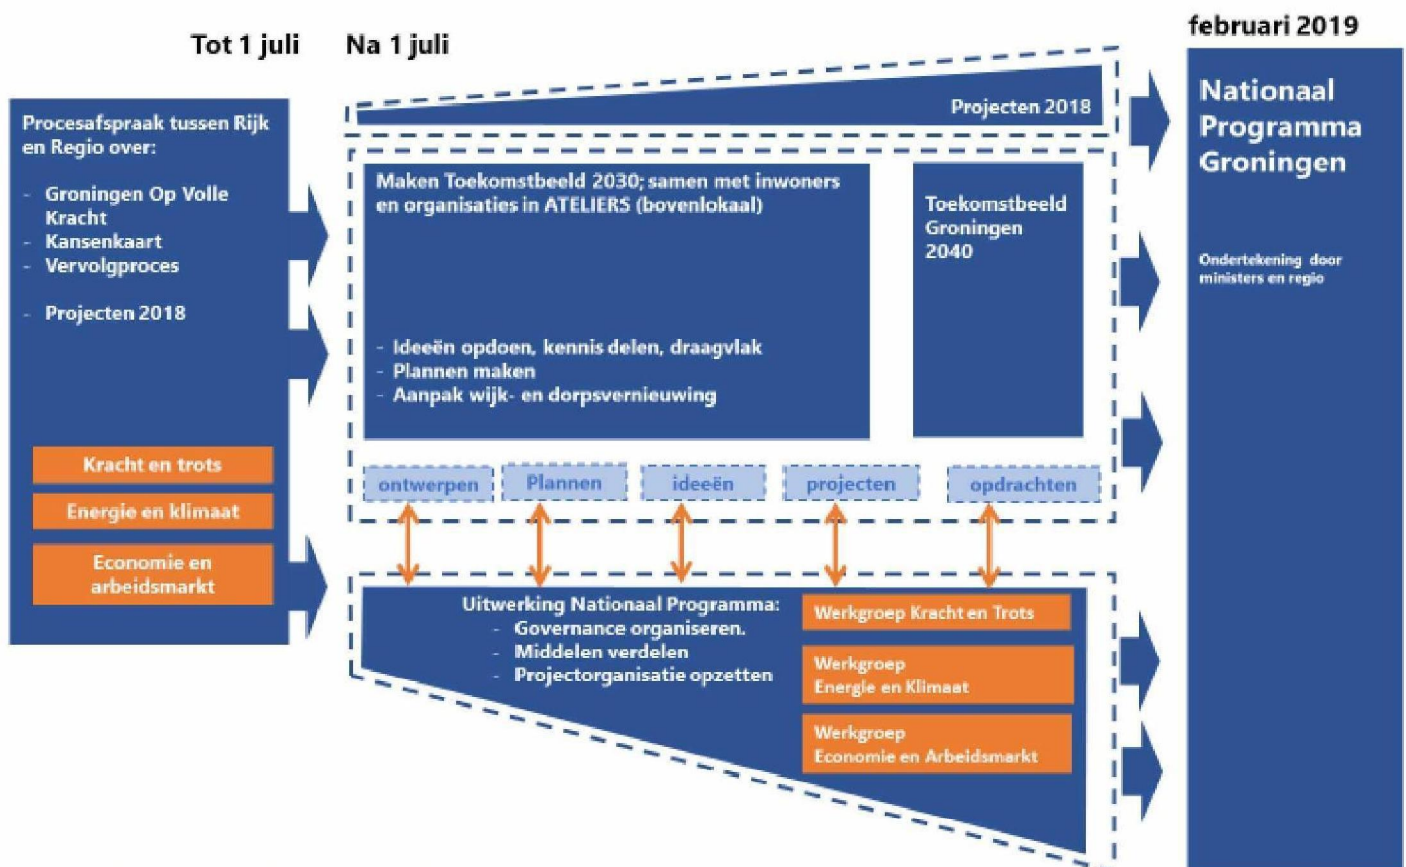 Tot 1 juli
Na 1 juli
februari 2019
Procesafspraak tussen Rijk
en Regio over:
- Groningen Op Volle
Kracht
- Kansenkaart
- Vervolgproces
- Projecten 2018
Kracht en trots
Energie en klimaat
Economie en
arbeidsmarkt
Projecten 2018
Maken Toekomstbeeld 2030; samen met inwoners
en organisaties in ATELIERS (bovenlokaal)
- Ideeën opdoen, kennis delen, draagvlak
- Plannen maken
- Aanpak wijk- en dorpsvernieuwing
Toekomstbeeld
Groningen
2040
ontwerpen
Plannen
ideeën
projecten
opdrachten
Uitwerking Nationaal Programma:
- Governance organiseren.
- Middelen verdelen
- Projectorganisatie opzetten
Werkgroep Kracht en Trots
Werkgroep
Energie en Klimaat
Werkgroep
Economie en Arbeidsmarkt
Nationaal
Programma
Groningen
Ondertekening door
ministers en regio